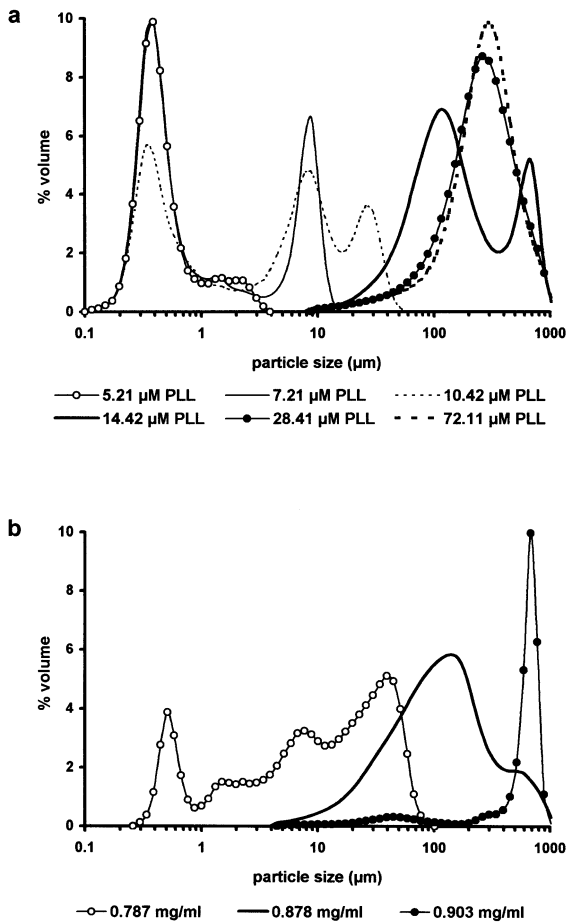 a
10
8
6
4
2
0
% volume
0.1 1 10 100 1000
particle size (µm)
5.21 µM PLL 7.21 µM PLL 10.42 µM PLL
14.42 µM PLL 28.41 µM PLL 72.11 µM PLL
b
10
8
6
4
2
0
% volume
0.1 1 10 100 1000
particle size (µm)
0.787 mg/ml 0.878 mg/ml 0.903 mg/ml